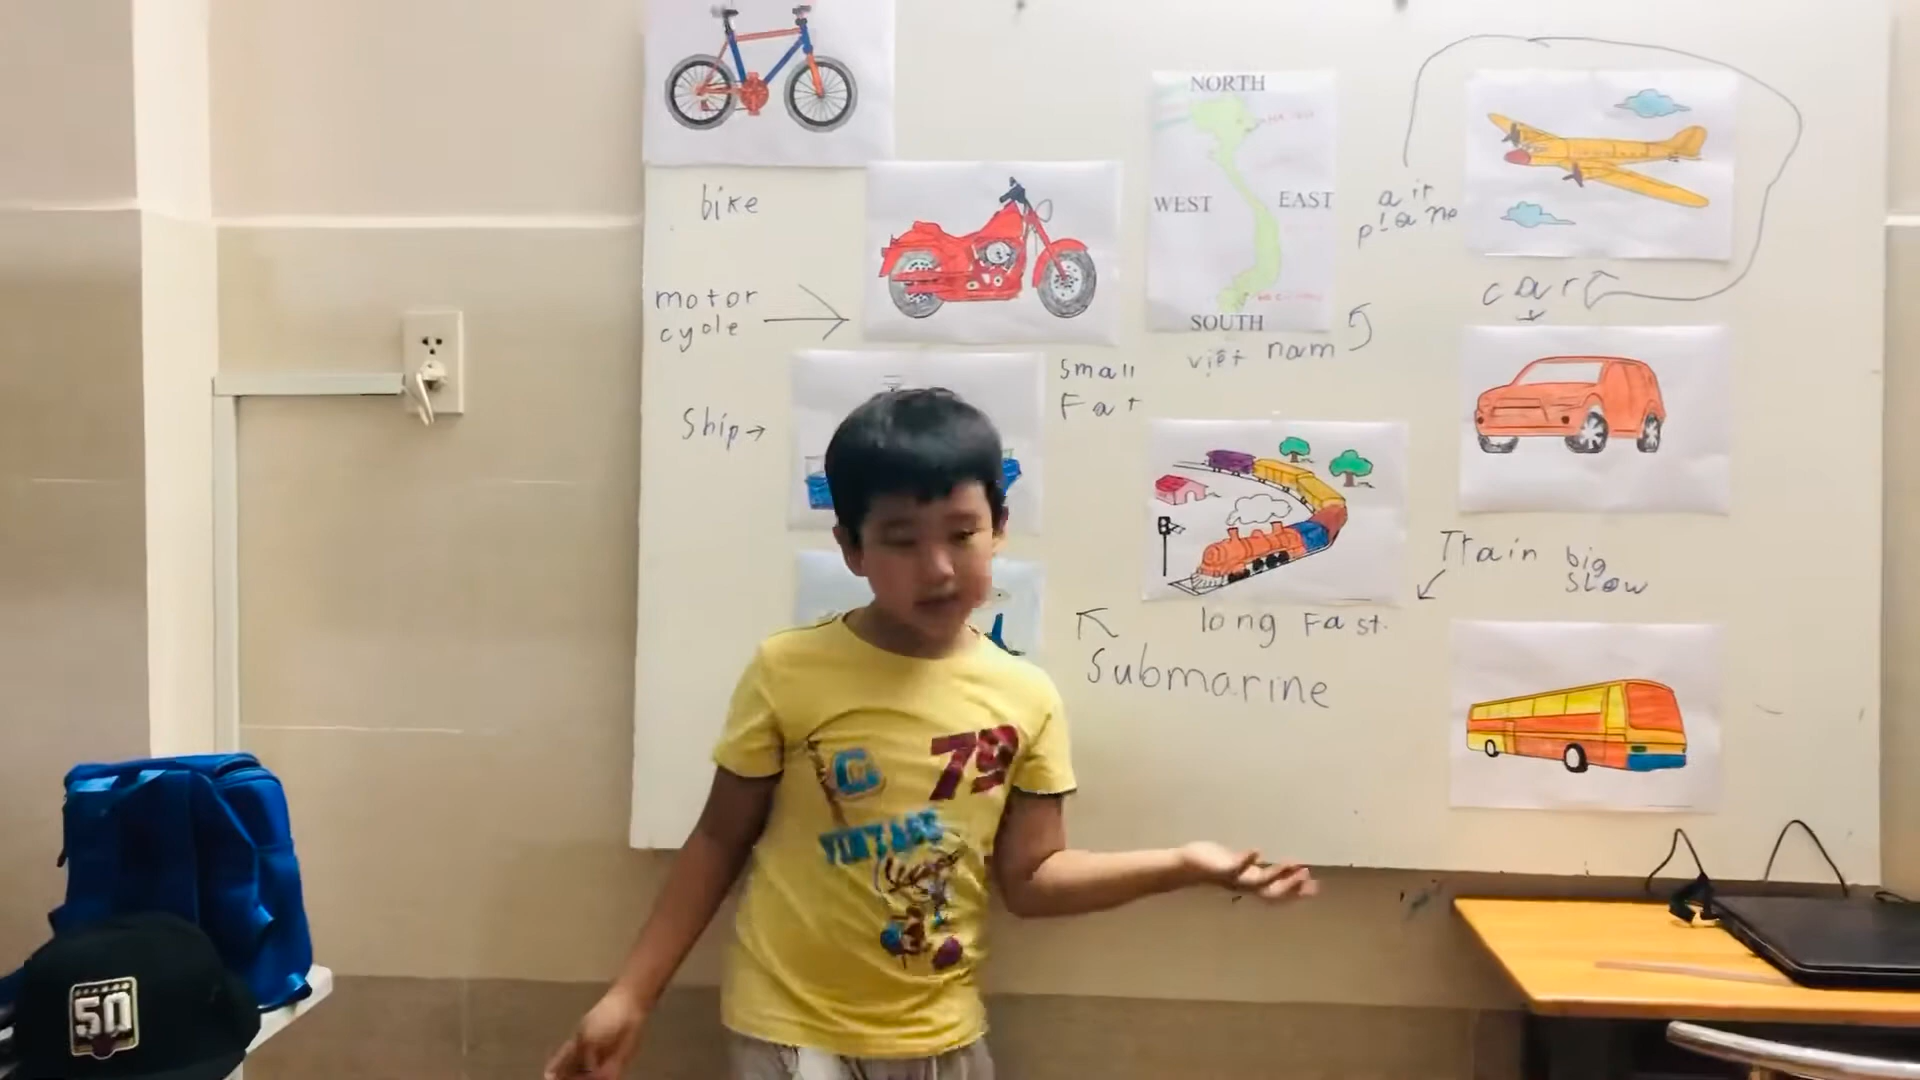 bike
motor
cycle
ship
small
Fat
NORTH
WEST
EAST
SOUTH
việt nam
air
plane
car
Train big
slow
long Fast.
submarine
C
79
VINTAGE
50